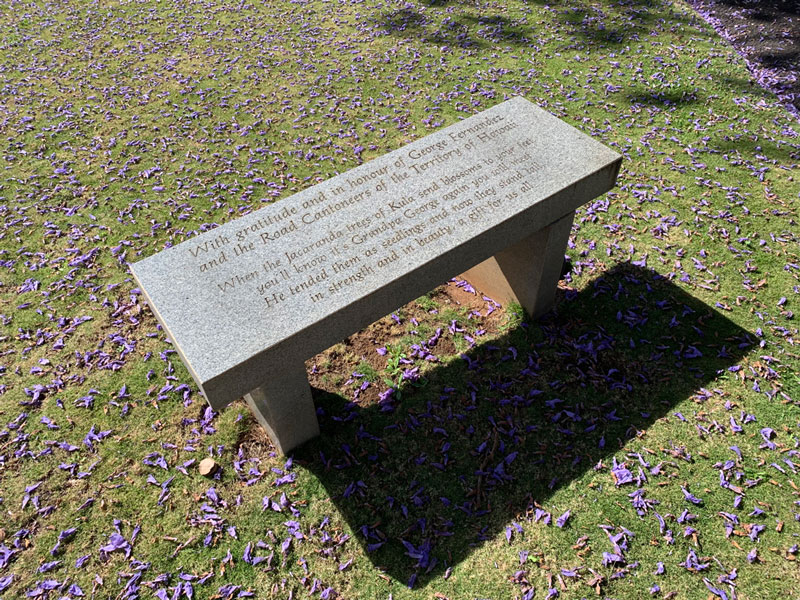 With gratitude and in honour of George Fernandez
and the Road Cantoneers of the Territory of Hawaii
When the Jacaranda trees of Kula send blossoms to your feet
you'll know it's Grandpa George again you will meet
He tended them as seedlings and now they stand tall
in strength and in beauty, a gift for us all